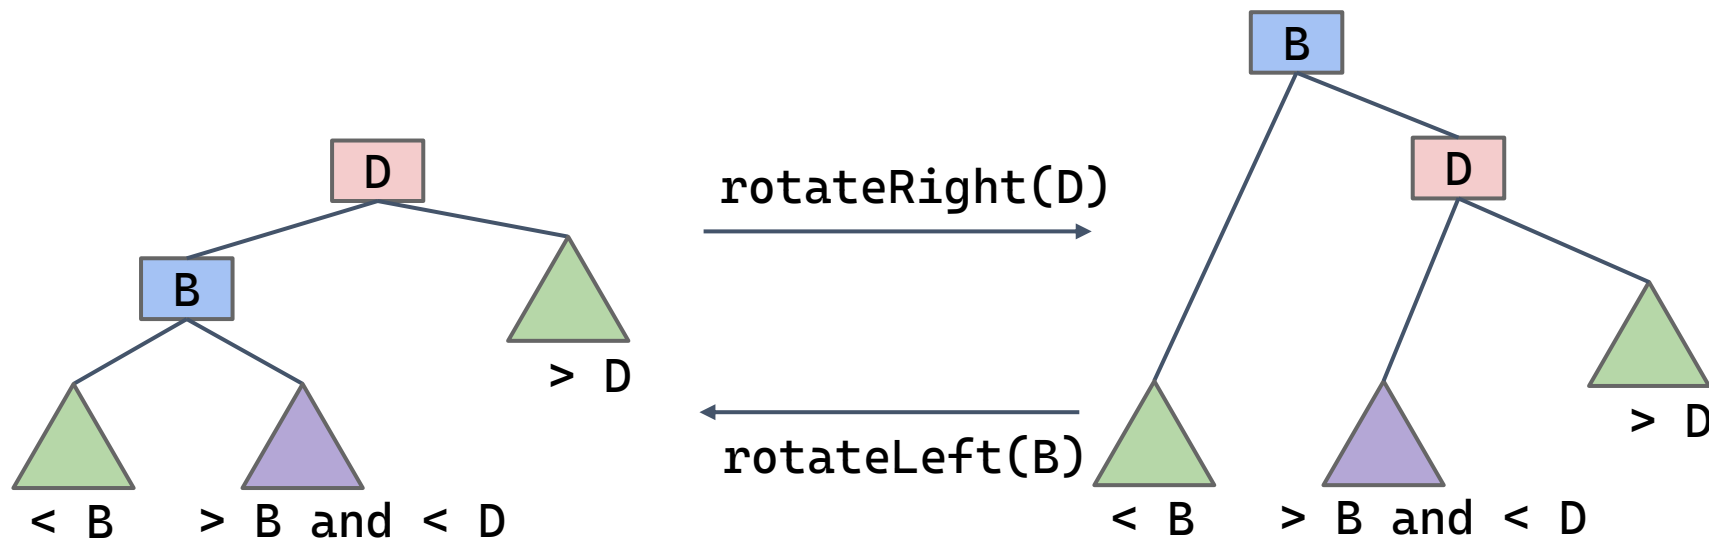 B
D
D
rotateRight(D)
B
> D
> D
rotateLeft(B)
< B
> B and < D
< B
> B and < D